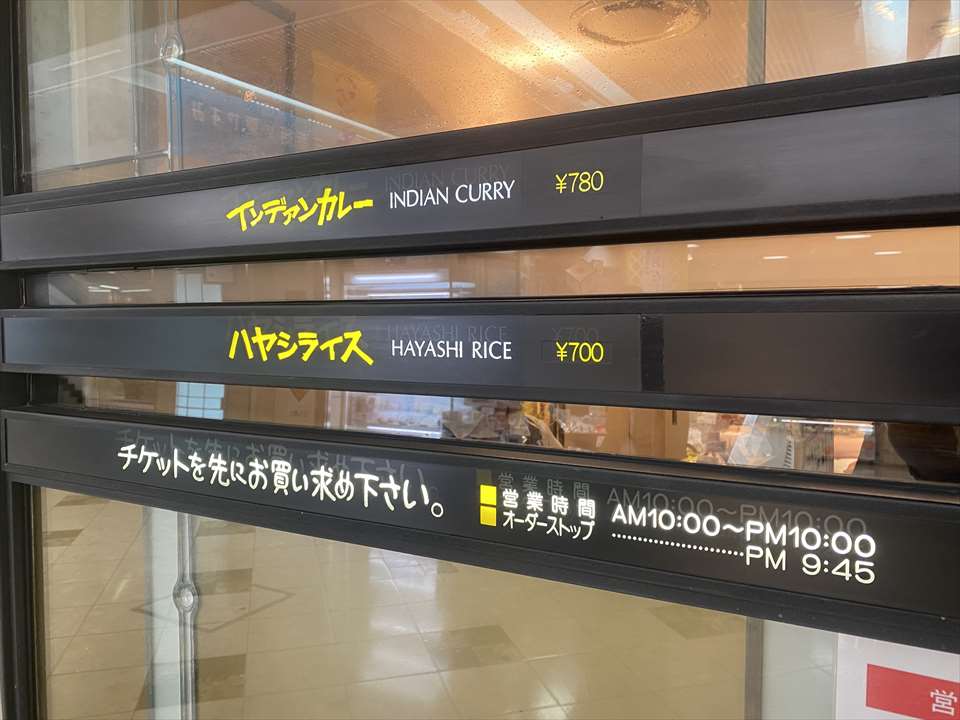 インデアンカレー INDIAN CURRY ¥780
ハヤシライス HAYASHI RICE ¥700
チケットを先にお買い求め下さい。
営業時間 AM10:00〜PM10:00
オーダーストップ ……………… PM 9:45
営